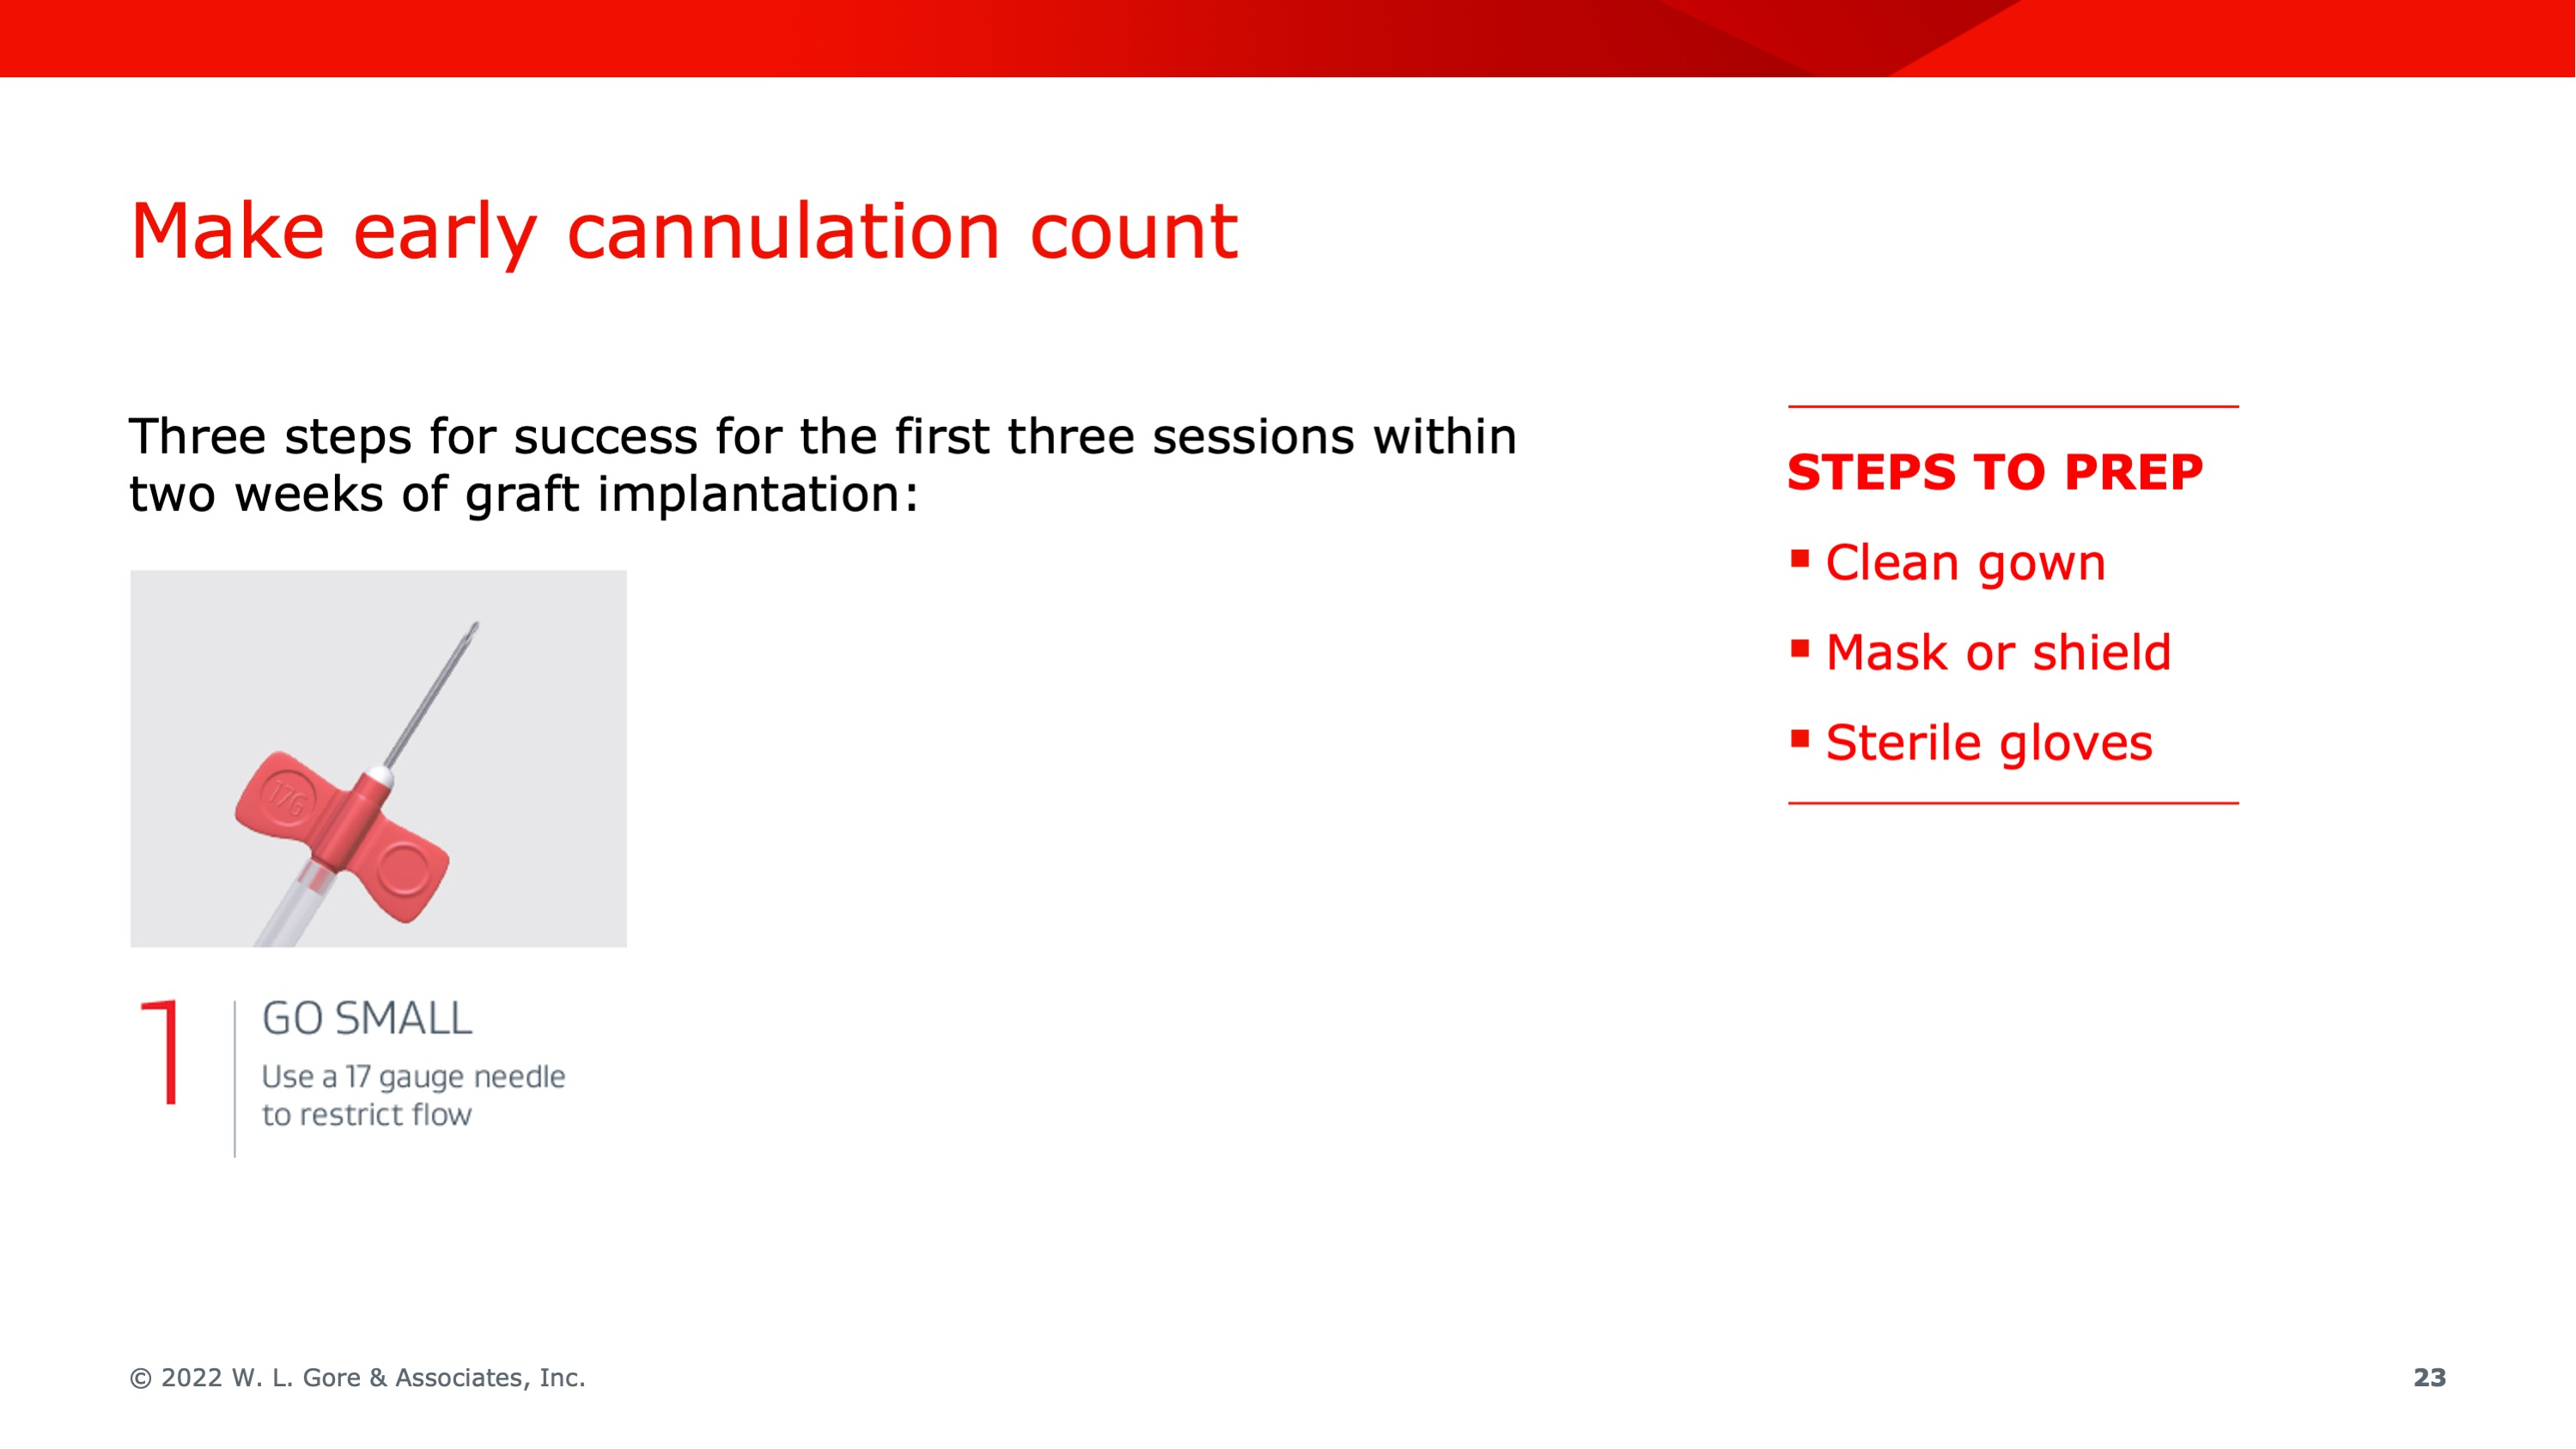 Make early cannulation count
Three steps for success for the first three sessions within
two weeks of graft implantation:
17G
1
GO SMALL
Use a 17 gauge needle
to restrict flow
STEPS TO PREP
▪ Clean gown
▪ Mask or shield
▪ Sterile gloves
© 2022 W. L. Gore & Associates, Inc.
23